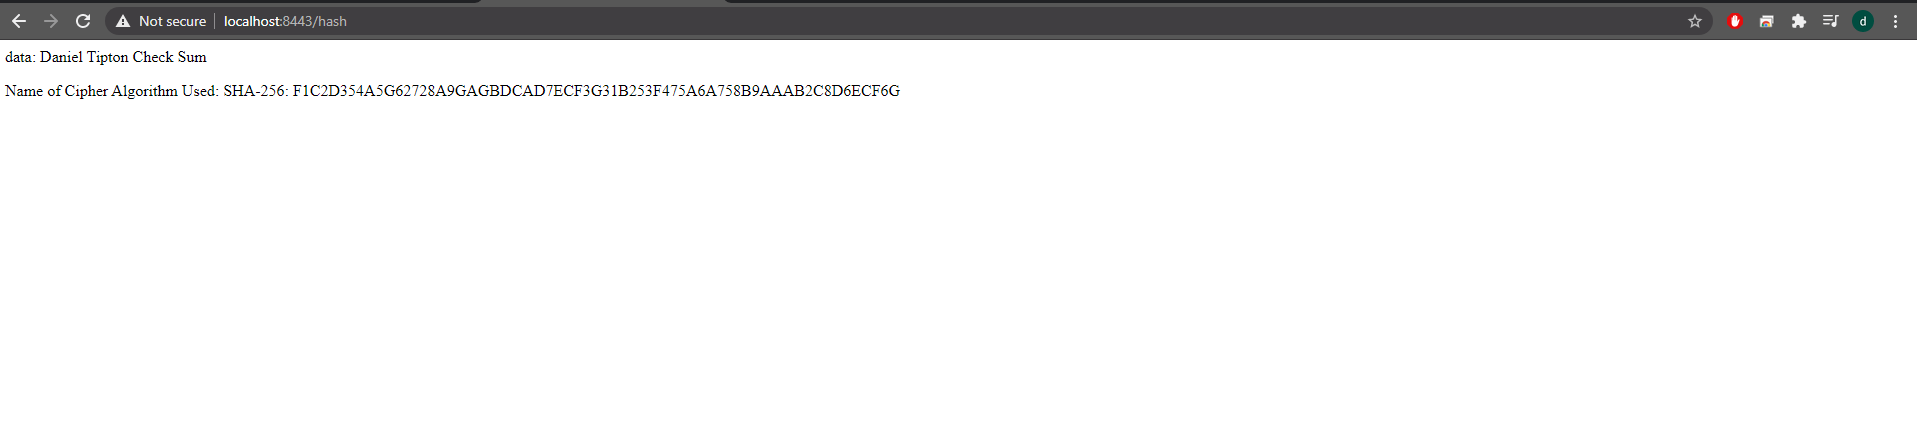 Not secure localhost:8443/hash d
data: Daniel Tipton Check Sum
Name of Cipher Algorithm Used: SHA-256: F1C2D354A5G62728A9GAGBDCAD7ECF3G31B253F475A6A758B9AAAB2C8D6ECF6G